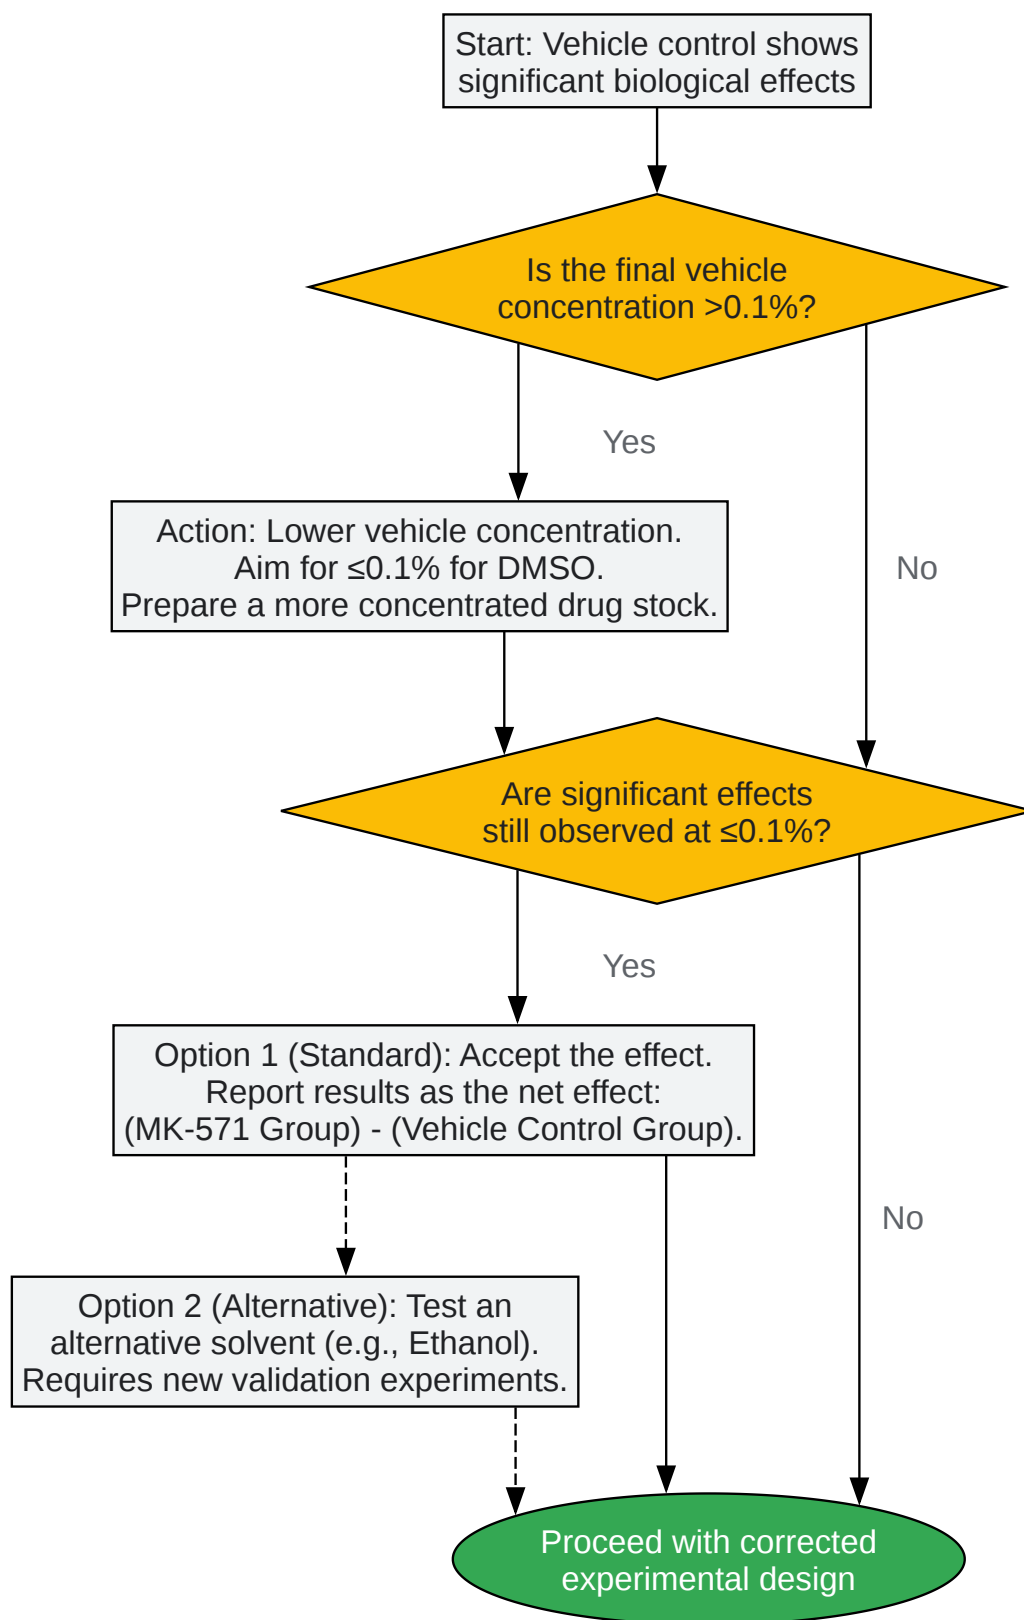 Start: Vehicle control shows
significant biological effects
Is the final vehicle
concentration >0.1%?
Yes
No
Action: Lower vehicle concentration.
Aim for ≤0.1% for DMSO.
Prepare a more concentrated drug stock.
Are significant effects
still observed at ≤0.1%?
Yes
No
Option 1 (Standard): Accept the effect.
Report results as the net effect:
(MK-571 Group) - (Vehicle Control Group).
Option 2 (Alternative): Test an
alternative solvent (e.g., Ethanol).
Requires new validation experiments.
Proceed with corrected
experimental design